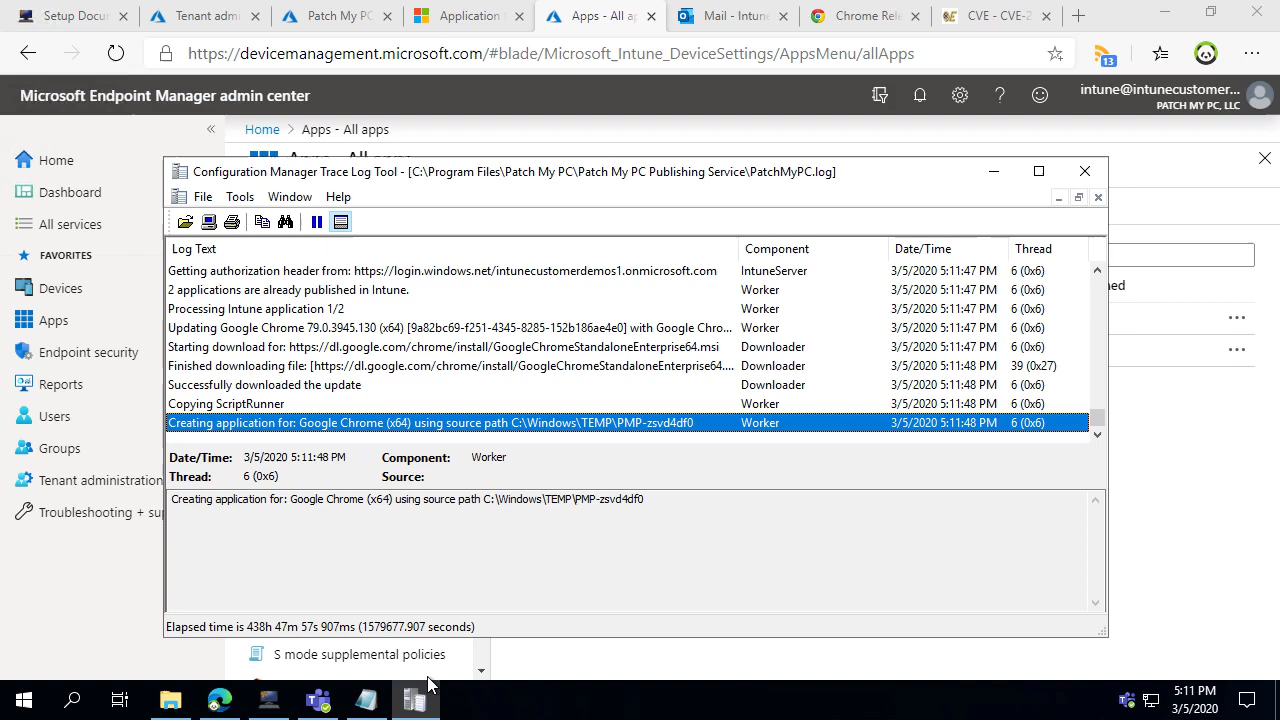 Setup Docum
Tenant adm
Patch My PC
Application
Apps - All ap
Mail - Intune
Chrome Rele
CVE - CVE-2
https://devicemanagement.microsoft.com/#blade/Microsoft_Intune_DeviceSettings/AppsMenu/allApps
13
Microsoft Endpoint Manager admin center
intune@intunecustomer...
PATCH MY PC, LLC
Home
Dashboard
All services
FAVORITES
Devices
Apps
Endpoint security
Reports
Users
Groups
Tenant administration
Troubleshooting + sup
Home > Apps - All apps
Apps - All apps
Configuration Manager Trace Log Tool - [C:\Program Files\Patch My PC\Patch My PC Publishing Service\PatchMyPC.log]
File Tools Window Help
Log Text Component Date/Time Thread
Getting authorization header from: https://login.windows.net/intunecustomerdemos1.onmicrosoft.com IntuneServer 3/5/2020 5:11:47 PM 6 (0x6)
2 applications are already published in Intune. Worker 3/5/2020 5:11:47 PM 6 (0x6)
Processing Intune application 1/2 Worker 3/5/2020 5:11:47 PM 6 (0x6)
Updating Google Chrome 79.0.3945.130 (x64) [9a82bc69-f251-4345-8285-152b186ae4e0] with Google Chro... Worker 3/5/2020 5:11:47 PM 6 (0x6)
Starting download for: https://dl.google.com/chrome/install/GoogleChromeStandaloneEnterprise64.msi Downloader 3/5/2020 5:11:47 PM 6 (0x6)
Finished downloading file: [https://dl.google.com/chrome/install/GoogleChromeStandaloneEnterprise64.... Downloader 3/5/2020 5:11:48 PM 39 (0x27)
Successfully downloaded the update Downloader 3/5/2020 5:11:48 PM 6 (0x6)
Copying ScriptRunner Worker 3/5/2020 5:11:48 PM 6 (0x6)
Creating application for: Google Chrome (x64) using source path C:\Windows\TEMP\PMP-zsvd4df0 Worker 3/5/2020 5:11:48 PM 6 (0x6)
Date/Time: 3/5/2020 5:11:48 PM Component: Worker
Thread: 6 (0x6) Source:
Creating application for: Google Chrome (x64) using source path C:\Windows\TEMP\PMP-zsvd4df0
Elapsed time is 438h 47m 57s 907ms (1579677.907 seconds)
ed
S mode supplemental policies
5:11 PM
3/5/2020